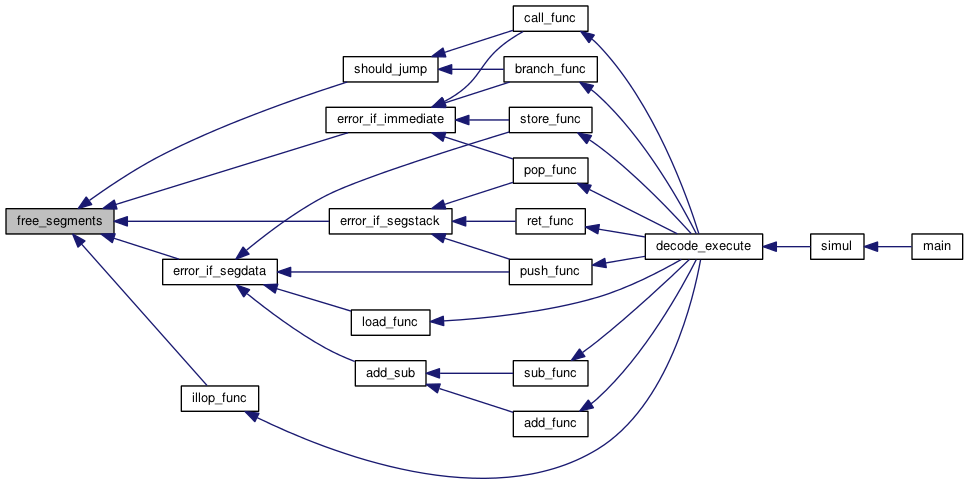 call_func
should_jump
branch_func
error_if_immediate
store_func
pop_func
free_segments
error_if_segstack
ret_func
decode_execute
simul
main
error_if_segdata
push_func
load_func
add_sub
sub_func
illop_func
add_func